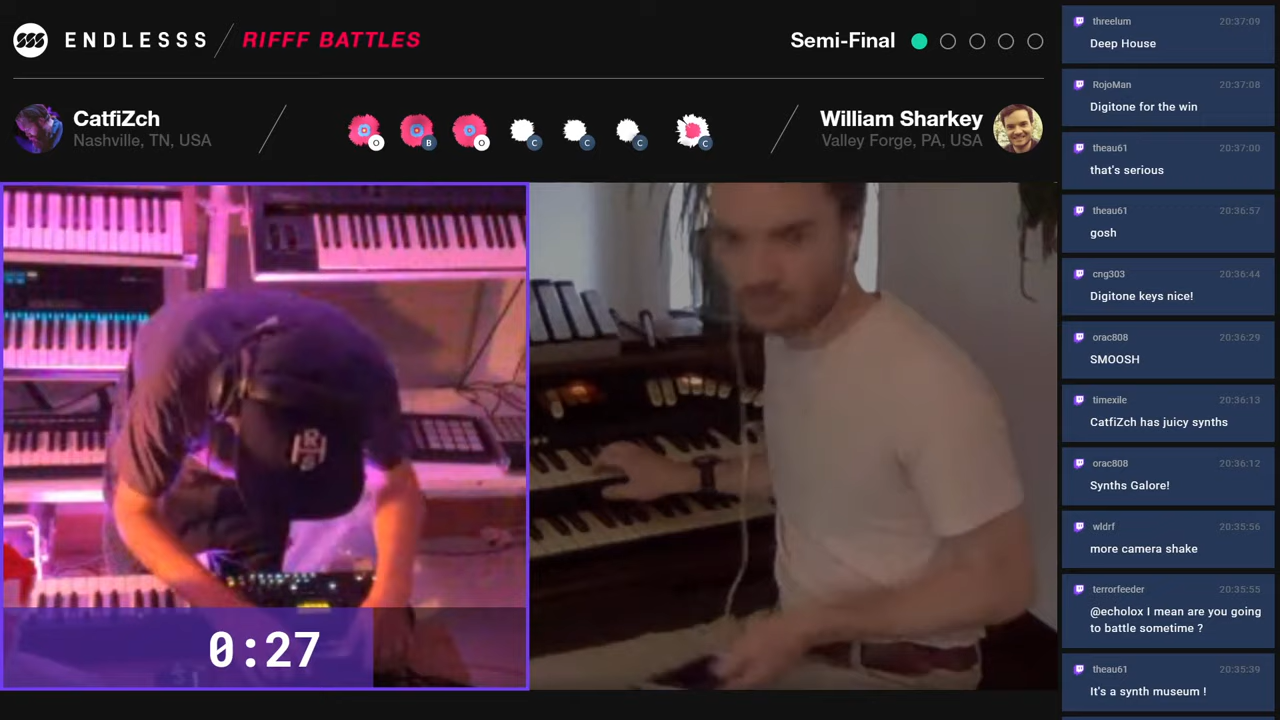 ENDLESSS
RIFFF BATTLES
Semi-Final
CatfiZch
Nashville, TN, USA
O
B
O
C
C
C
C
William Sharkey
Valley Forge, PA, USA
R
H
S
0:27
threelum 20:37:09
Deep House
RojoMan 20:37:08
Digitone for the win
theau61 20:37:00
that's serious
theau61 20:36:57
gosh
cng303 20:36:44
Digitone keys nice!
orac808 20:36:29
SMOOSH
timexile 20:36:13
CatfiZch has juicy synths
orac808 20:36:12
Synths Galore!
wldrf 20:35:56
more camera shake
terrorfeeder 20:35:55
@echolox I mean are you going
to battle sometime ?
theau61 20:35:39
It's a synth museum !